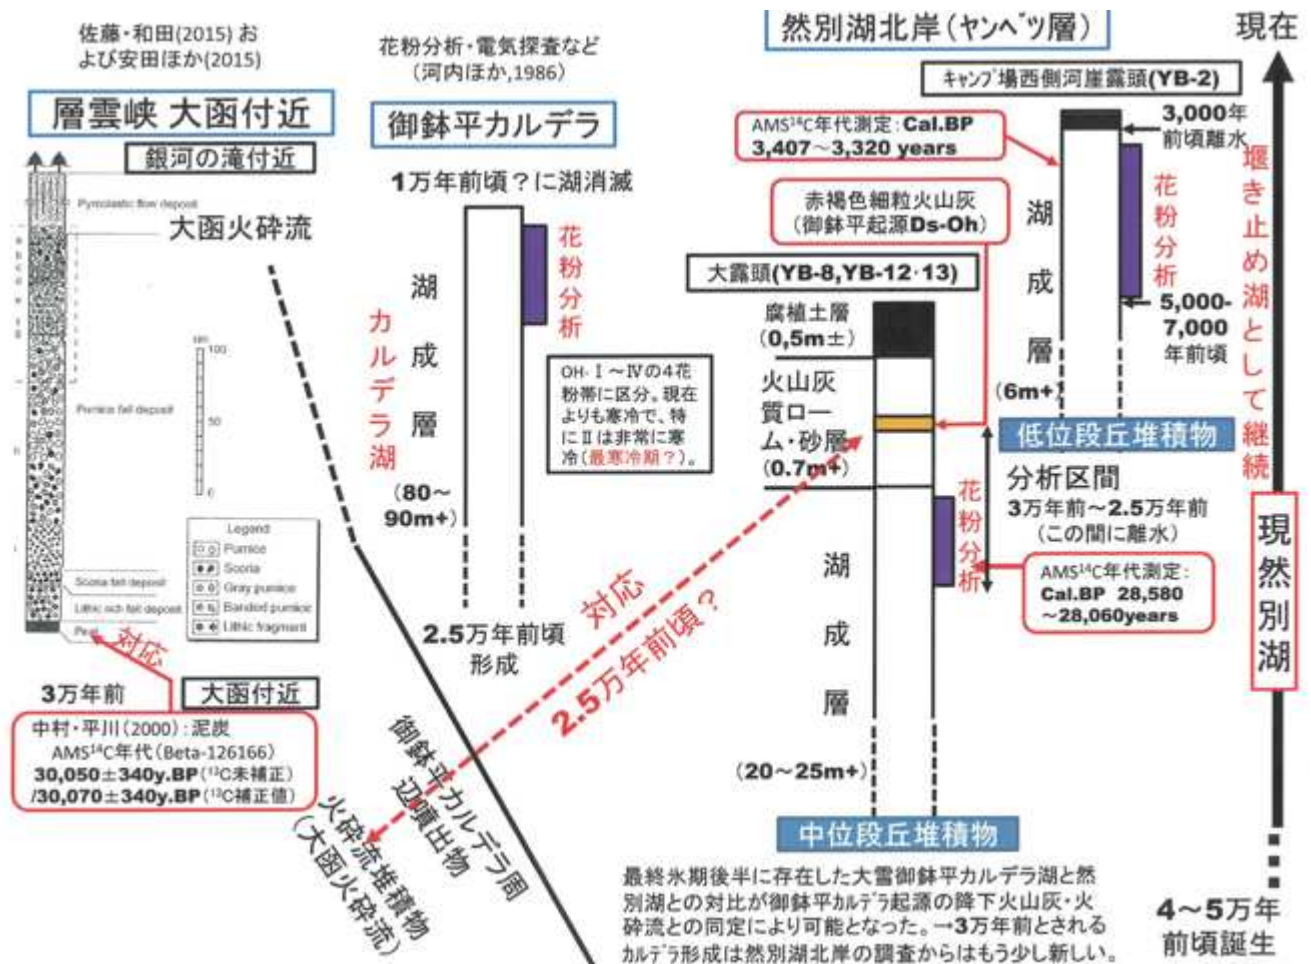 佐藤・和田(2015) お
よび安田ほか(2015)
層雲峡 大函付近
銀河の滝付近
Pyroclastic flow deposit
大函火砕流
100
Pumice fall deposit
0
Legend
Pumice
Scoria
Gray pumice
Banded pumice
Lithic fragment
Scoria fall deposit
Lithic rich fall deposit
Peat
対応
3万年前
大函付近
中村・平川(2000):泥炭
AMS¹⁴C年代(Beta-126166)
30,050±340y.BP(¹³C未補正)
/30,070±340y.BP(¹³C補正値)
花粉分析・電気探査など
(河内ほか,1986)
御鉢平カルデラ
1万年前頃?に湖消滅
カルデラ湖
湖成層
(80~
90m+)
花粉分析
OH-Ⅰ~Ⅳの4花
粉帯に区分。現在
よりも寒冷で、特
にⅡは非常に寒
冷(最寒冷期?)。
2.5万年前頃
形成
御鉢平カルデラ周
辺噴出物
火砕流堆積物
(大函火砕流)
対応
2.5万年前頃?
然別湖北岸(ヤンベツ層)
キャンプ場西側河崖露頭(YB-2)
AMS¹⁴C年代測定:Cal.BP
3,407~3,320 years
3,000年
前頃離水
湖成層
(6m+)
花粉分析
5,000-
7,000
年前頃
低位段丘堆積物
赤褐色細粒火山灰
(御鉢平起源Ds-Oh)
大露頭(YB-8,YB-12・13)
腐植土層
(0,5m±)
火山灰
質ロー
ム・砂層
(0.7m+)
湖成層
(20~25m+)
花粉分析
分析区間
3万年前~2.5万年前
(この間に離水)
AMS¹⁴C年代測定:
Cal.BP 28,580
~28,060years
中位段丘堆積物
現在
堰き止め湖として継続
現然別湖
4~5万年
前頃誕生
最終氷期後半に存在した大雪御鉢平カルデラ湖と然
別湖との対比が御鉢平カルデラ起源の降下火山灰・火
砕流との同定により可能となった。→3万年前とされる
カルデラ形成は然別湖北岸の調査からはもう少し新しい。